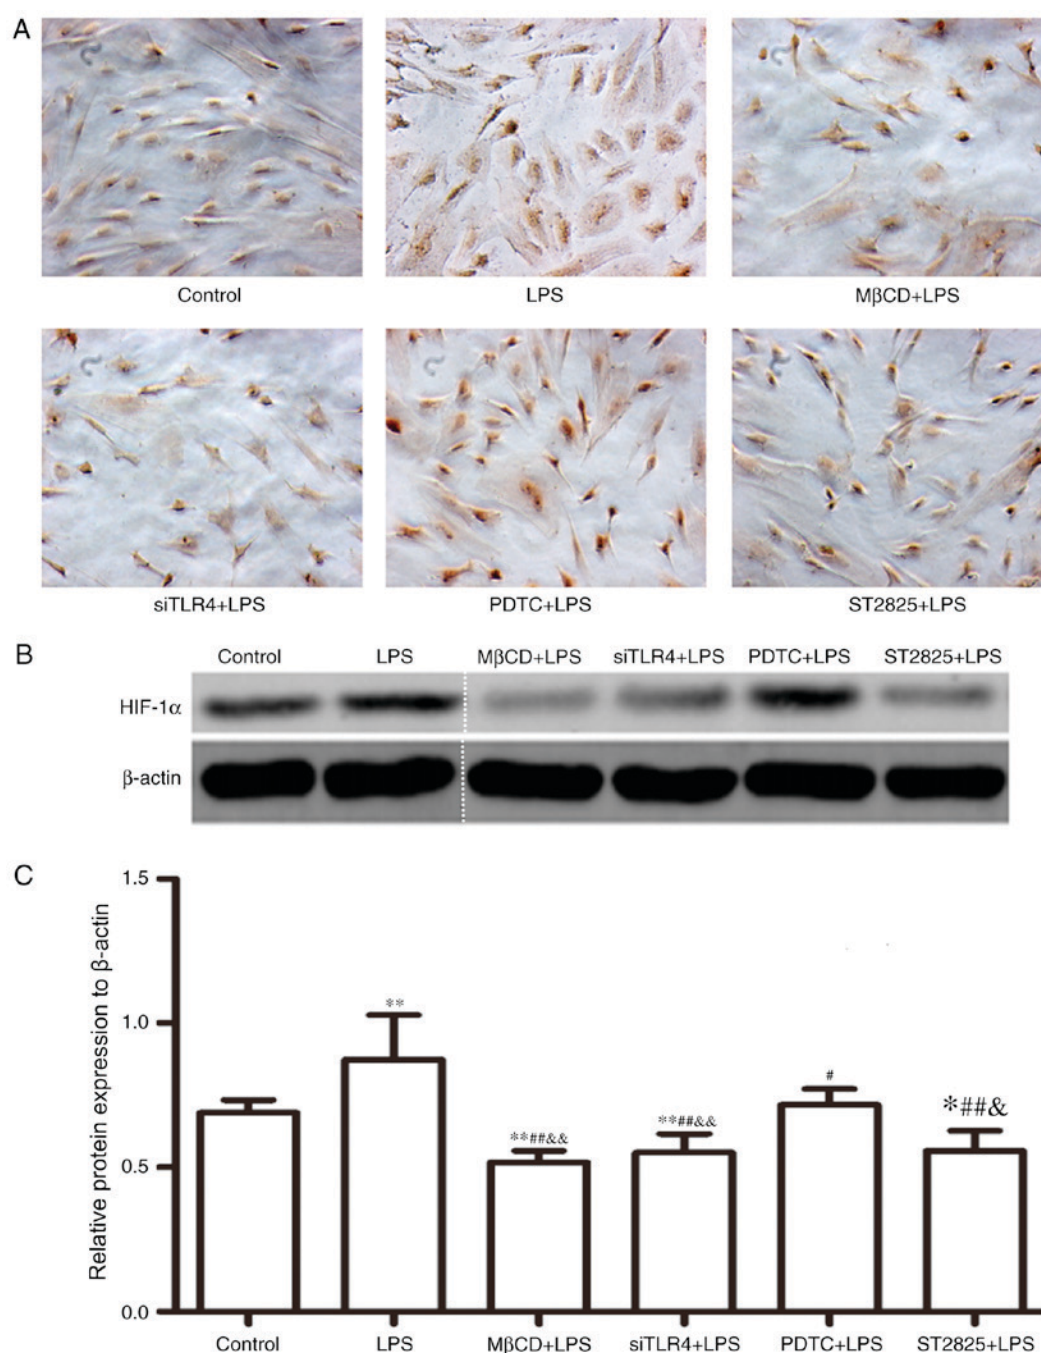 A
Control
LPS
MβCD+LPS
siTLR4+LPS
PDTC+LPS
ST2825+LPS
B
Control
LPS
MβCD+LPS
siTLR4+LPS
PDTC+LPS
ST2825+LPS
HIF-1α
β-actin
C
Relative protein expression to β-actin
1.5
1.0
0.5
0.0
**
**##&&
**##&&
#
*##&
Control
LPS
MβCD+LPS
siTLR4+LPS
PDTC+LPS
ST2825+LPS